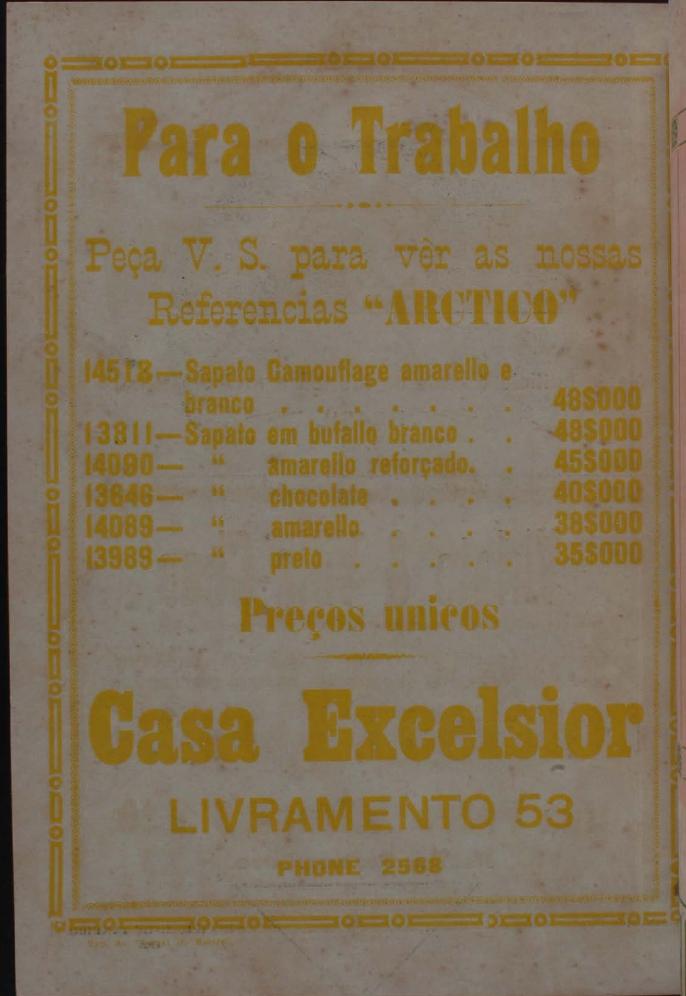 Para o Trabalho
Peça V. S. para vêr as nossas
Referencias "ARCTICO"
14518—Sapato Camouflage amarello e
branco . . . . . . . 48$000
13811—Sapato em bufallo branco . . 48$000
14090— “ amarello reforçado. . 45$000
13646— “ chocolate . . . . 40$000
14089— “ amarello . . . . 38$000
13989— “ preto . . . . . 35$000
Preços unicos
Casa Excelsior
LIVRAMENTO 53
PHONE 2568